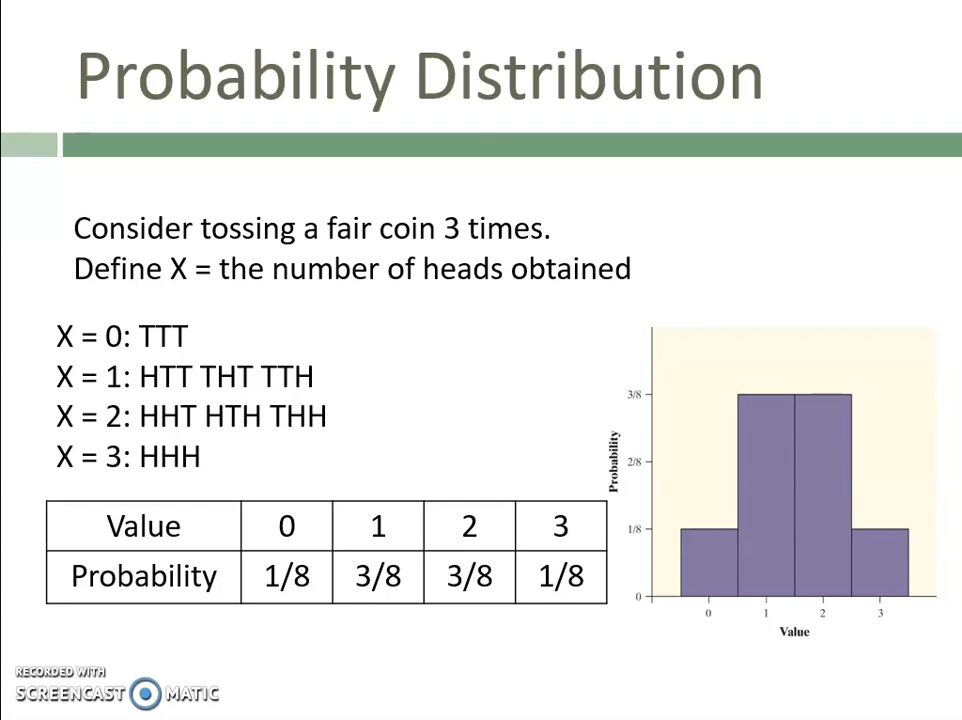 Probability Distribution
Consider tossing a fair coin 3 times.
Define X = the number of heads obtained
X = 0: TTT
X = 1: HTT THT TTH
X = 2: HHT HTH THH
X = 3: HHH
Value 0 1 2 3
Probability 1/8 3/8 3/8 1/8
Probability
3/8
2/8
1/8
0
0 1 2 3
Value
RECORDED WITH
SCREENCAST MATIC